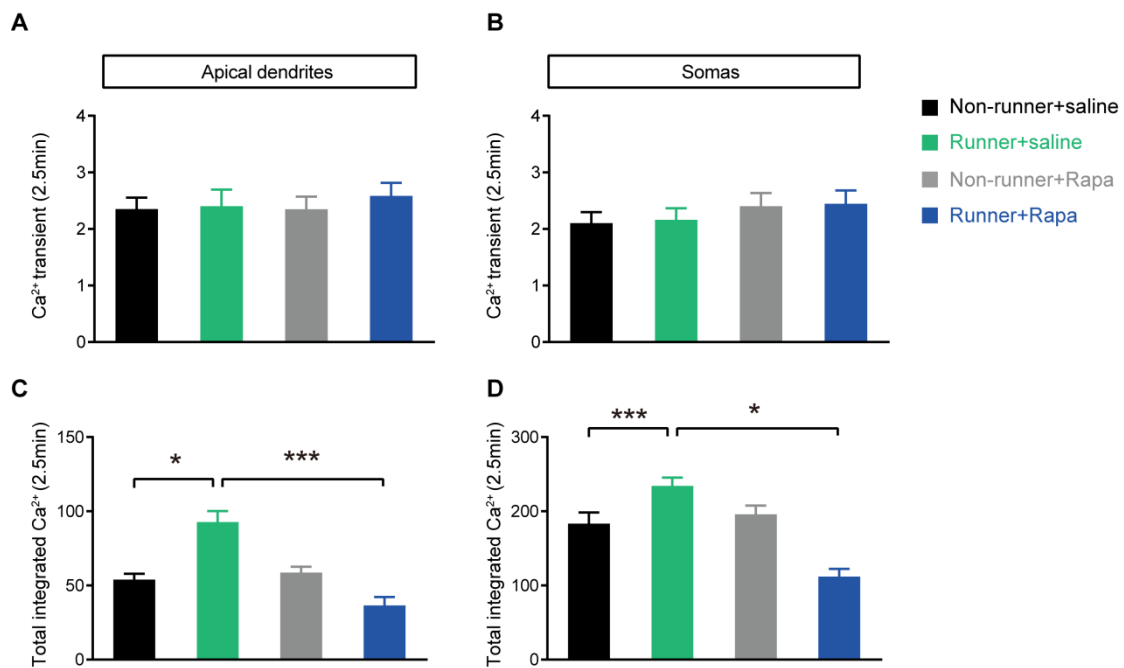 A
B
Apical dendrites
Somas
Ca²⁺ transient (2.5min)
4
3
2
1
0
Ca²⁺ transient (2.5min)
4
3
2
1
0
Non-runner+saline
Runner+saline
Non-runner+Rapa
Runner+Rapa
C
D
Total integrated Ca²⁺ (2.5min)
150
100
50
0
*
***
Total integrated Ca²⁺ (2.5min)
300
200
100
0
***
*